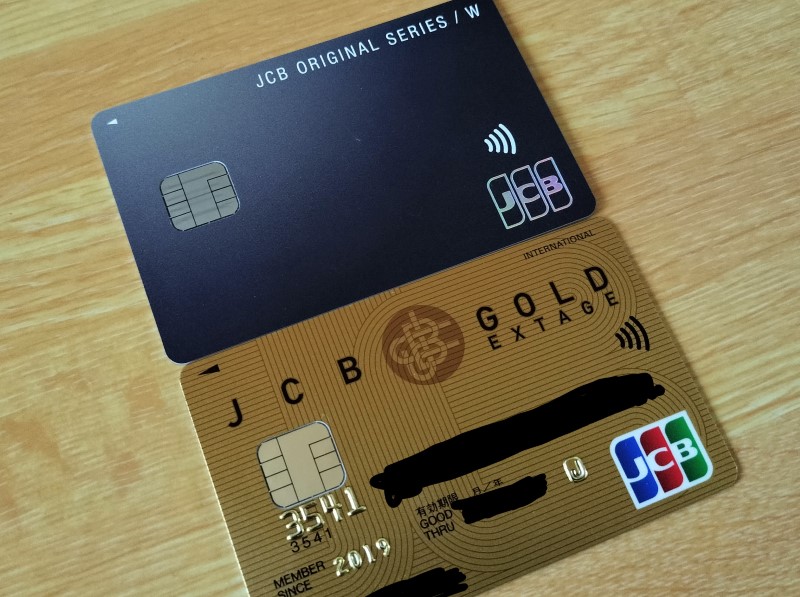 JCB ORIGINAL SERIES / W
JCB
INTERNATIONAL
JCB GOLD
EXTAGE
3541
3541
有効期限 月/年
GOOD
THRU
J
JCB
MEMBER
SINCE
2019